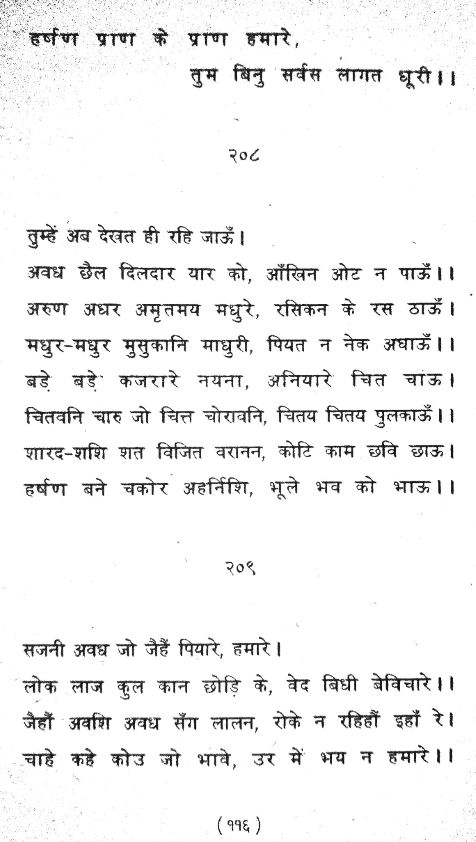 हर्षण प्राण के प्राण हमारे,
तुम बिनु सर्वस लागत धूरी।।
२०८
तुम्हें अब देखत ही रहि जाऊँ।
अवध छैल दिलदार यार को, आँखिन ओट न पाऊँ।।
अरुण अधर अमृतमय मधुरे, रसिकन के रस ठाऊँ।
मधुर-मधुर मुसुकानि माधुरी, पियत न नेक अघाऊँ।।
बड़े बड़े कजरारे नयना, अनियारे चित चाऊ।
चितवनि चारु जो चित्त चोरावनि, चितय चितय पुलकाऊँ।।
शारद-शशि शत विजित वरानन, कोटि काम छवि छाऊ।
हर्षण बने चकोर अहर्निशि, भूले भव को भाऊ।।
२०९
सजनी अवध जो जैहैं पियारे, हमारे।
लोक लाज कुल कान छोड़ि के, वेद बिधी बेविचारे।।
जैहौं अवशि अवध सँग लालन, रोके न रहिहौं इहाँ रे।
चाहे कहे कोउ जो भावे, उर में भय न हमारे।।
(११६)